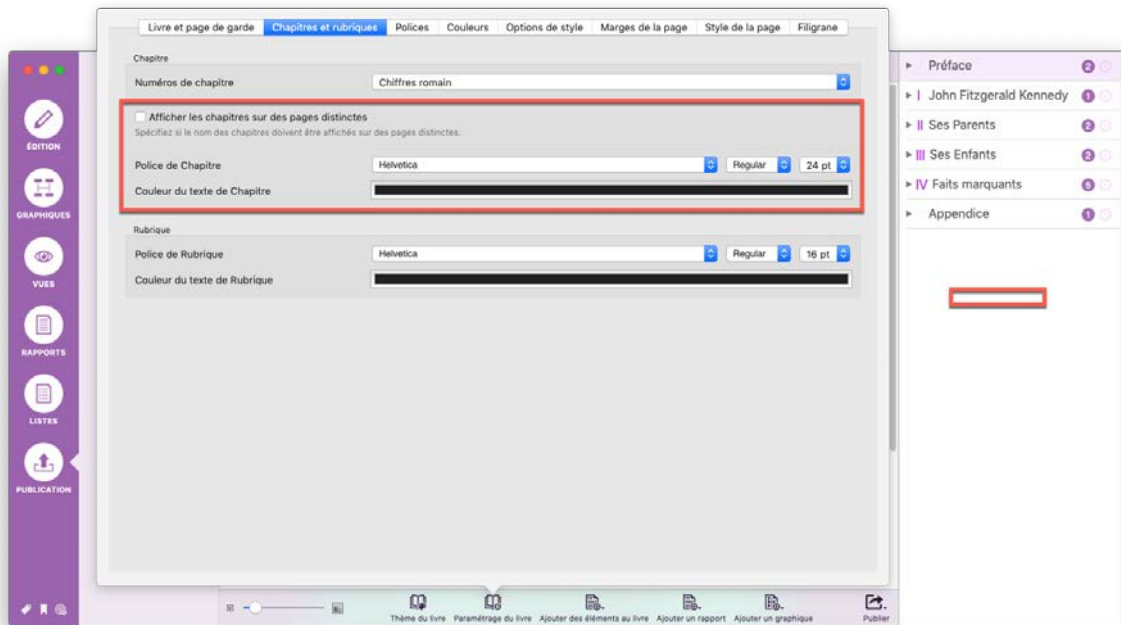 Livre et page de garde Chapitres et rubriques Polices Couleurs Options de style Marges de la page Style de la page Filigrane
Chapitre
Numéros de chapitre Chiffres romain
Afficher les chapitres sur des pages distinctes
Spécifiez si le nom des chapitres doivent être affichés sur des pages distinctes.
Police de Chapitre Helvetica Regular 24 pt
Couleur du texte de Chapitre
Rubrique
Police de Rubrique Helvetica Regular 16 pt
Couleur du texte de Rubrique
ÉDITION
GRAPHIQUES
VUES
RAPPORTS
LISTES
PUBLICATION
Préface 2
I John Fitzgerald Kennedy 1
II Ses Parents 2
III Ses Enfants 2
IV Faits marquants 5
Appendice 1
Thème du livre Paramétrage du livre Ajouter des éléments au livre Ajouter un rapport Ajouter un graphique Publier